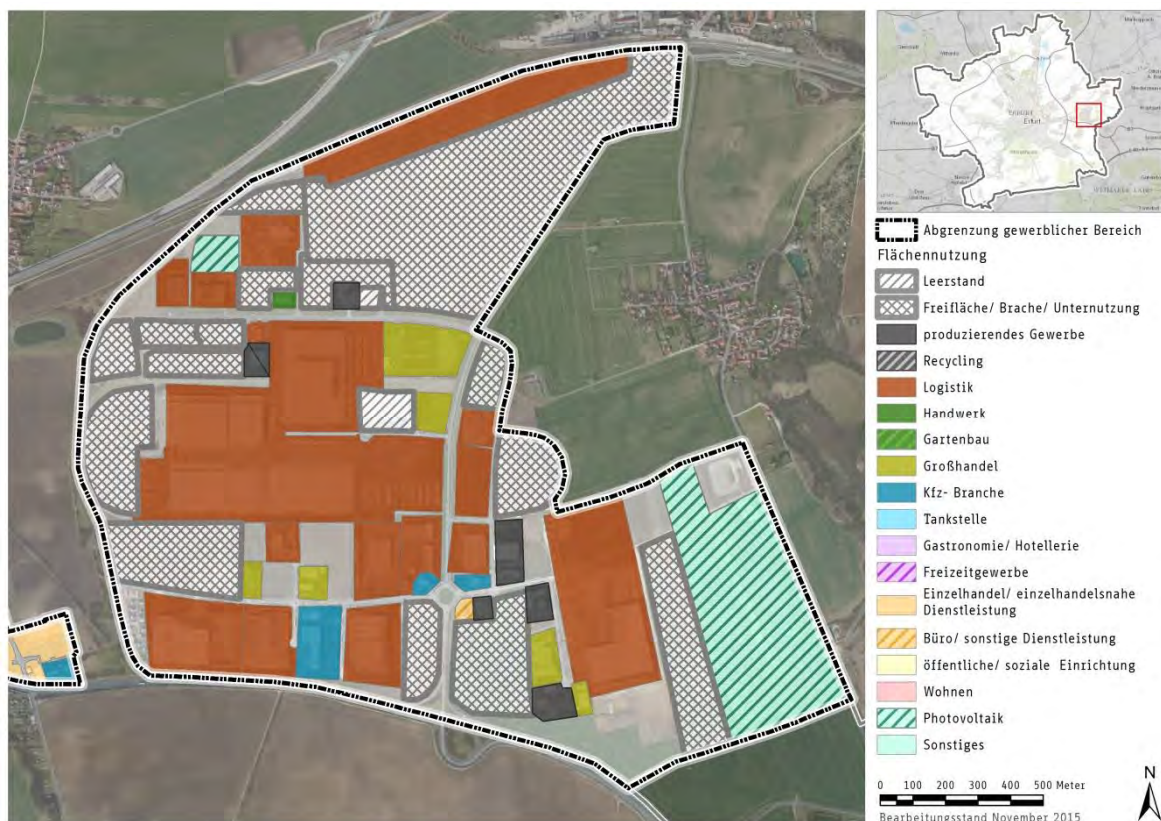 Erfurt
Abgrenzung gewerblicher Bereich
Flächennutzung
Leerstand
Freifläche/ Brache/ Unternutzung
produzierendes Gewerbe
Recycling
Logistik
Handwerk
Gartenbau
Großhandel
Kfz- Branche
Tankstelle
Gastronomie/ Hotellerie
Freizeitgewerbe
Einzelhandel/ einzelhandelsnahe
Dienstleistung
Büro/ sonstige Dienstleistung
öffentliche/ soziale Einrichtung
Wohnen
Photovoltaik
Sonstiges
N
0 100 200 300 400 500 Meter
Bearbeitungsstand November 2015